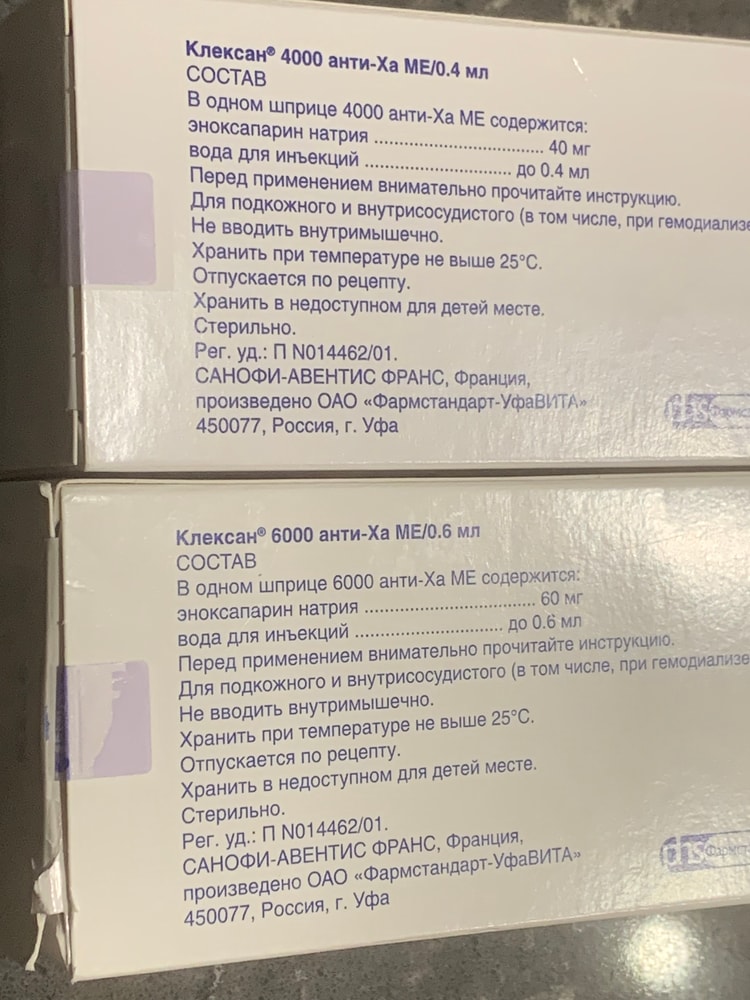 Клексан® 4000 анти-Ха МЕ/0.4 мл
СОСТАВ
В одном шприце 4000 анти-Ха МЕ содержится:
эноксапарин натрия .................................. 40 мг
вода для инъекций ............................. до 0.4 мл
Перед применением внимательно прочитайте инструкцию.
Для подкожного и внутрисосудистого (в том числе, при гемодиализе
Не вводить внутримышечно.
Хранить при температуре не выше 25°С.
Отпускается по рецепту.
Хранить в недоступном для детей месте.
Стерильно.
Рег. уд.: П N014462/01.
САНОФИ-АВЕНТИС ФРАНС, Франция,
произведено ОАО «Фармстандарт-УфаВИТА»
450077, Россия, г. Уфа
Клексан® 6000 анти-Ха МЕ/0.6 мл
СОСТАВ
В одном шприце 6000 анти-Ха МЕ содержится:
эноксапарин натрия .................................. 60 мг
вода для инъекций ............................. до 0.6 мл
Перед применением внимательно прочитайте инструкцию.
Для подкожного и внутрисосудистого (в том числе, при гемодиализе
Не вводить внутримышечно.
Хранить при температуре не выше 25°С.
Отпускается по рецепту.
Хранить в недоступном для детей месте.
Стерильно.
Рег. уд.: П N014462/01.
САНОФИ-АВЕНТИС ФРАНС, Франция,
произведено ОАО «Фармстандарт-УфаВИТА»
450077, Россия, г. Уфа